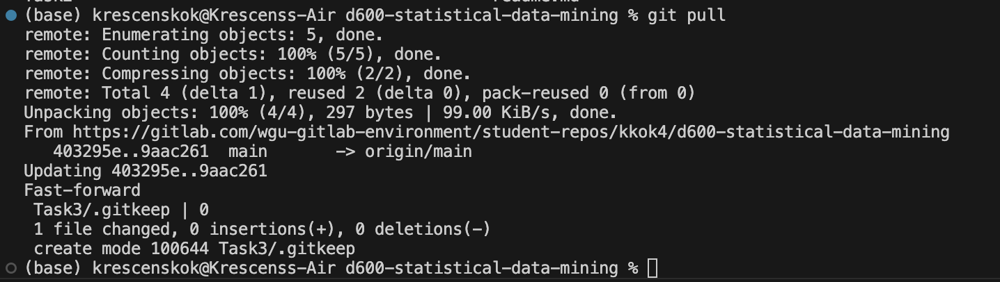 (base) krescenskok@Krescenss-Air d600-statistical-data-mining % git pull
remote: Enumerating objects: 5, done.
remote: Counting objects: 100% (5/5), done.
remote: Compressing objects: 100% (2/2), done.
remote: Total 4 (delta 1), reused 2 (delta 0), pack-reused 0 (from 0)
Unpacking objects: 100% (4/4), 297 bytes | 99.00 KiB/s, done.
From https://gitlab.com/wgu-gitlab-environment/student-repos/kkok4/d600-statistical-data-mining
   403295e..9aac261  main       -> origin/main
Updating 403295e..9aac261
Fast-forward
 Task3/.gitkeep | 0
 1 file changed, 0 insertions(+), 0 deletions(-)
 create mode 100644 Task3/.gitkeep
(base) krescenskok@Krescenss-Air d600-statistical-data-mining %